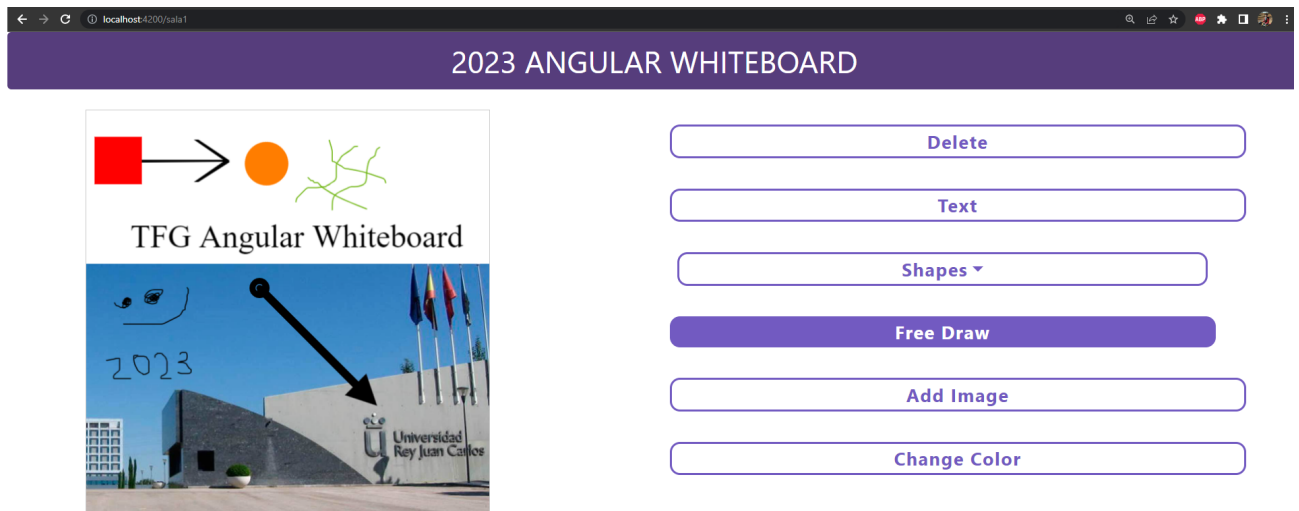 localhost:4200/sala1
ABP
2023 ANGULAR WHITEBOARD
TFG Angular Whiteboard
2023
Universidad
Rey Juan Carlos
Delete
Text
Shapes
Free Draw
Add Image
Change Color